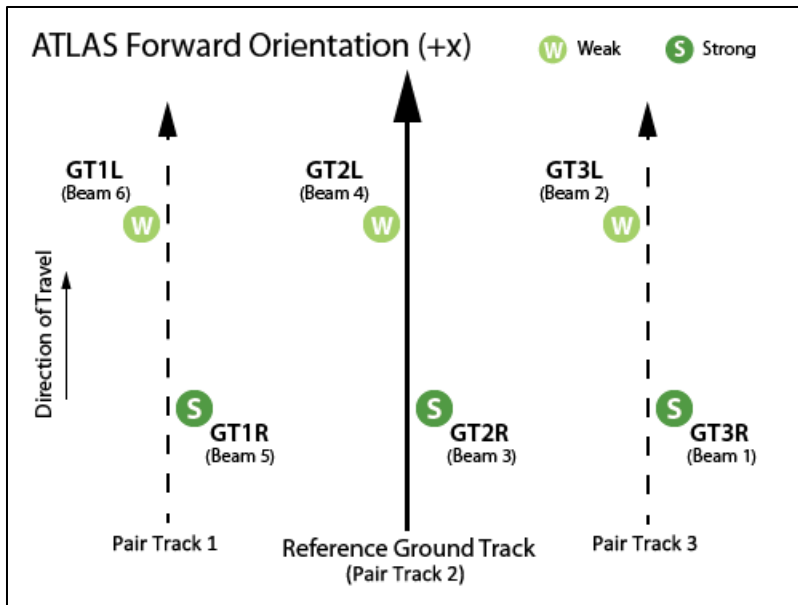 ATLAS Forward Orientation (+x)
W Weak
S Strong
GT1L
(Beam 6)
W
GT2L
(Beam 4)
W
GT3L
(Beam 2)
W
Direction of Travel
S
GT1R
(Beam 5)
S
GT2R
(Beam 3)
S
GT3R
(Beam 1)
Pair Track 1
Reference Ground Track
(Pair Track 2)
Pair Track 3